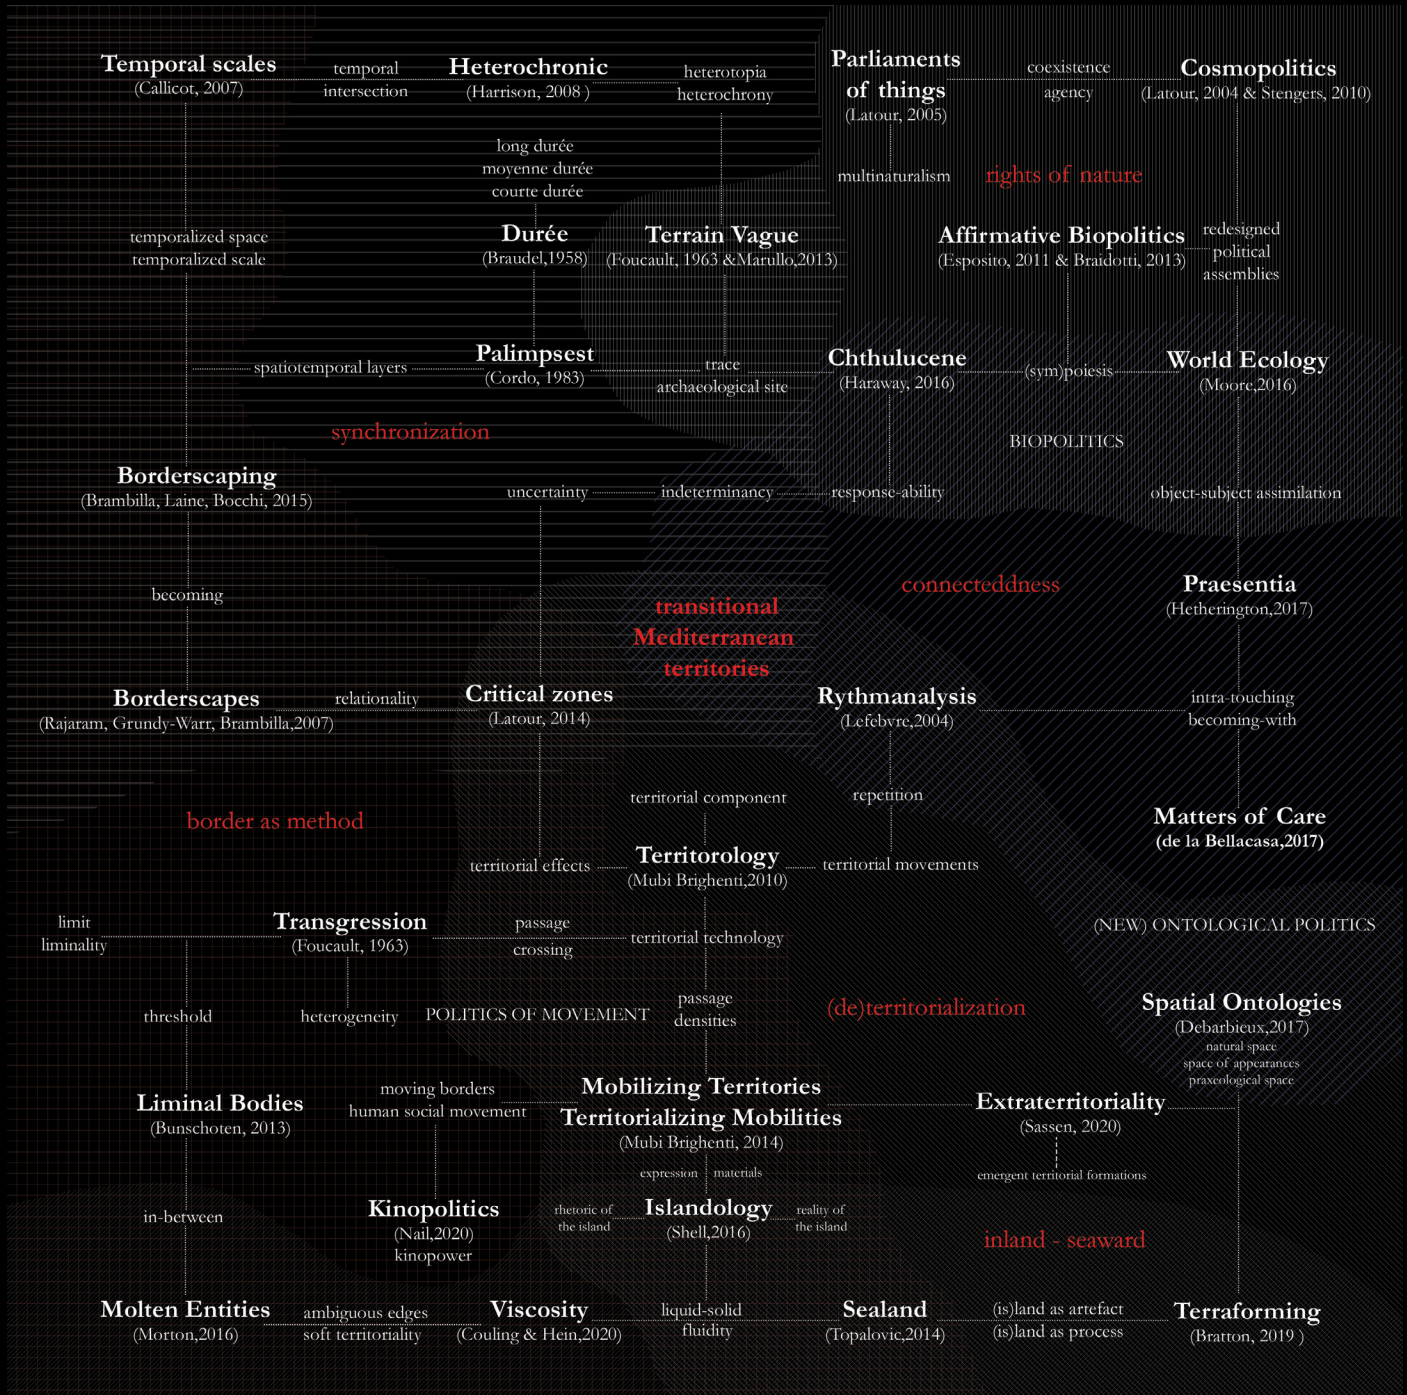 Temporal scales
(Callicot, 2007)
temporal
intersection
Heterochronic
(Harrison, 2008 )
heterotopia
heterochrony
Parliaments
of things
(Latour, 2005)
coexistence
agency
Cosmopolitics
(Latour, 2004 & Stengers, 2010)
long durée
moyenne durée
courte durée
multinaturalism
rights of nature
temporalized space
temporalized scale
Durée
(Braudel,1958)
Terrain Vague
(Foucault, 1963 &Marullo,2013)
Affirmative Biopolitics
(Esposito, 2011 & Braidotti, 2013)
redesigned
political
assemblies
spatiotemporal layers
Palimpsest
(Cordo, 1983)
trace
archaeological site
Chthulucene
(Haraway, 2016)
(sym)poiesis
World Ecology
(Moore,2016)
synchronization
BIOPOLITICS
Borderscaping
(Brambilla, Laine, Bocchi, 2015)
uncertainty
indeterminancy
response-ability
object-subject assimilation
becoming
transitional
Mediterranean
territories
connecteddness
Praesentia
(Hetherington,2017)
Borderscapes
(Rajaram, Grundy-Warr, Brambilla,2007)
relationality
Critical zones
(Latour, 2014)
Rythmanalysis
(Lefebvre,2004)
intra-touching
becoming-with
border as method
territorial component
repetition
Matters of Care
(de la Bellacasa,2017)
territorial effects
Territorology
(Mubi Brighenti,2010)
territorial movements
limit
liminality
Transgression
(Foucault, 1963)
passage
crossing
territorial technology
(NEW) ONTOLOGICAL POLITICS
threshold
heterogeneity
POLITICS OF MOVEMENT
passage
densities
(de)territorialization
Spatial Ontologies
(Debarbieux,2017)
natural space
space of appearances
praxeological space
Liminal Bodies
(Bunschoten, 2013)
moving borders
human social movement
Mobilizing Territories
Territorializing Mobilities
(Mubi Brighenti, 2014)
Extraterritoriality
(Sassen, 2020)
expression
materials
emergent territorial formations
in-between
Kinopolitics
(Nail,2020)
kinopower
rhetoric of
the island
Islandology
(Shell,2016)
reality of
the island
inland - seaward
Molten Entities
(Morton,2016)
ambiguous edges
soft territoriality
Viscosity
(Couling & Hein,2020)
liquid-solid
fluidity
Sealand
(Topalovic,2014)
(is)land as artefact
(is)land as process
Terraforming
(Bratton, 2019 )